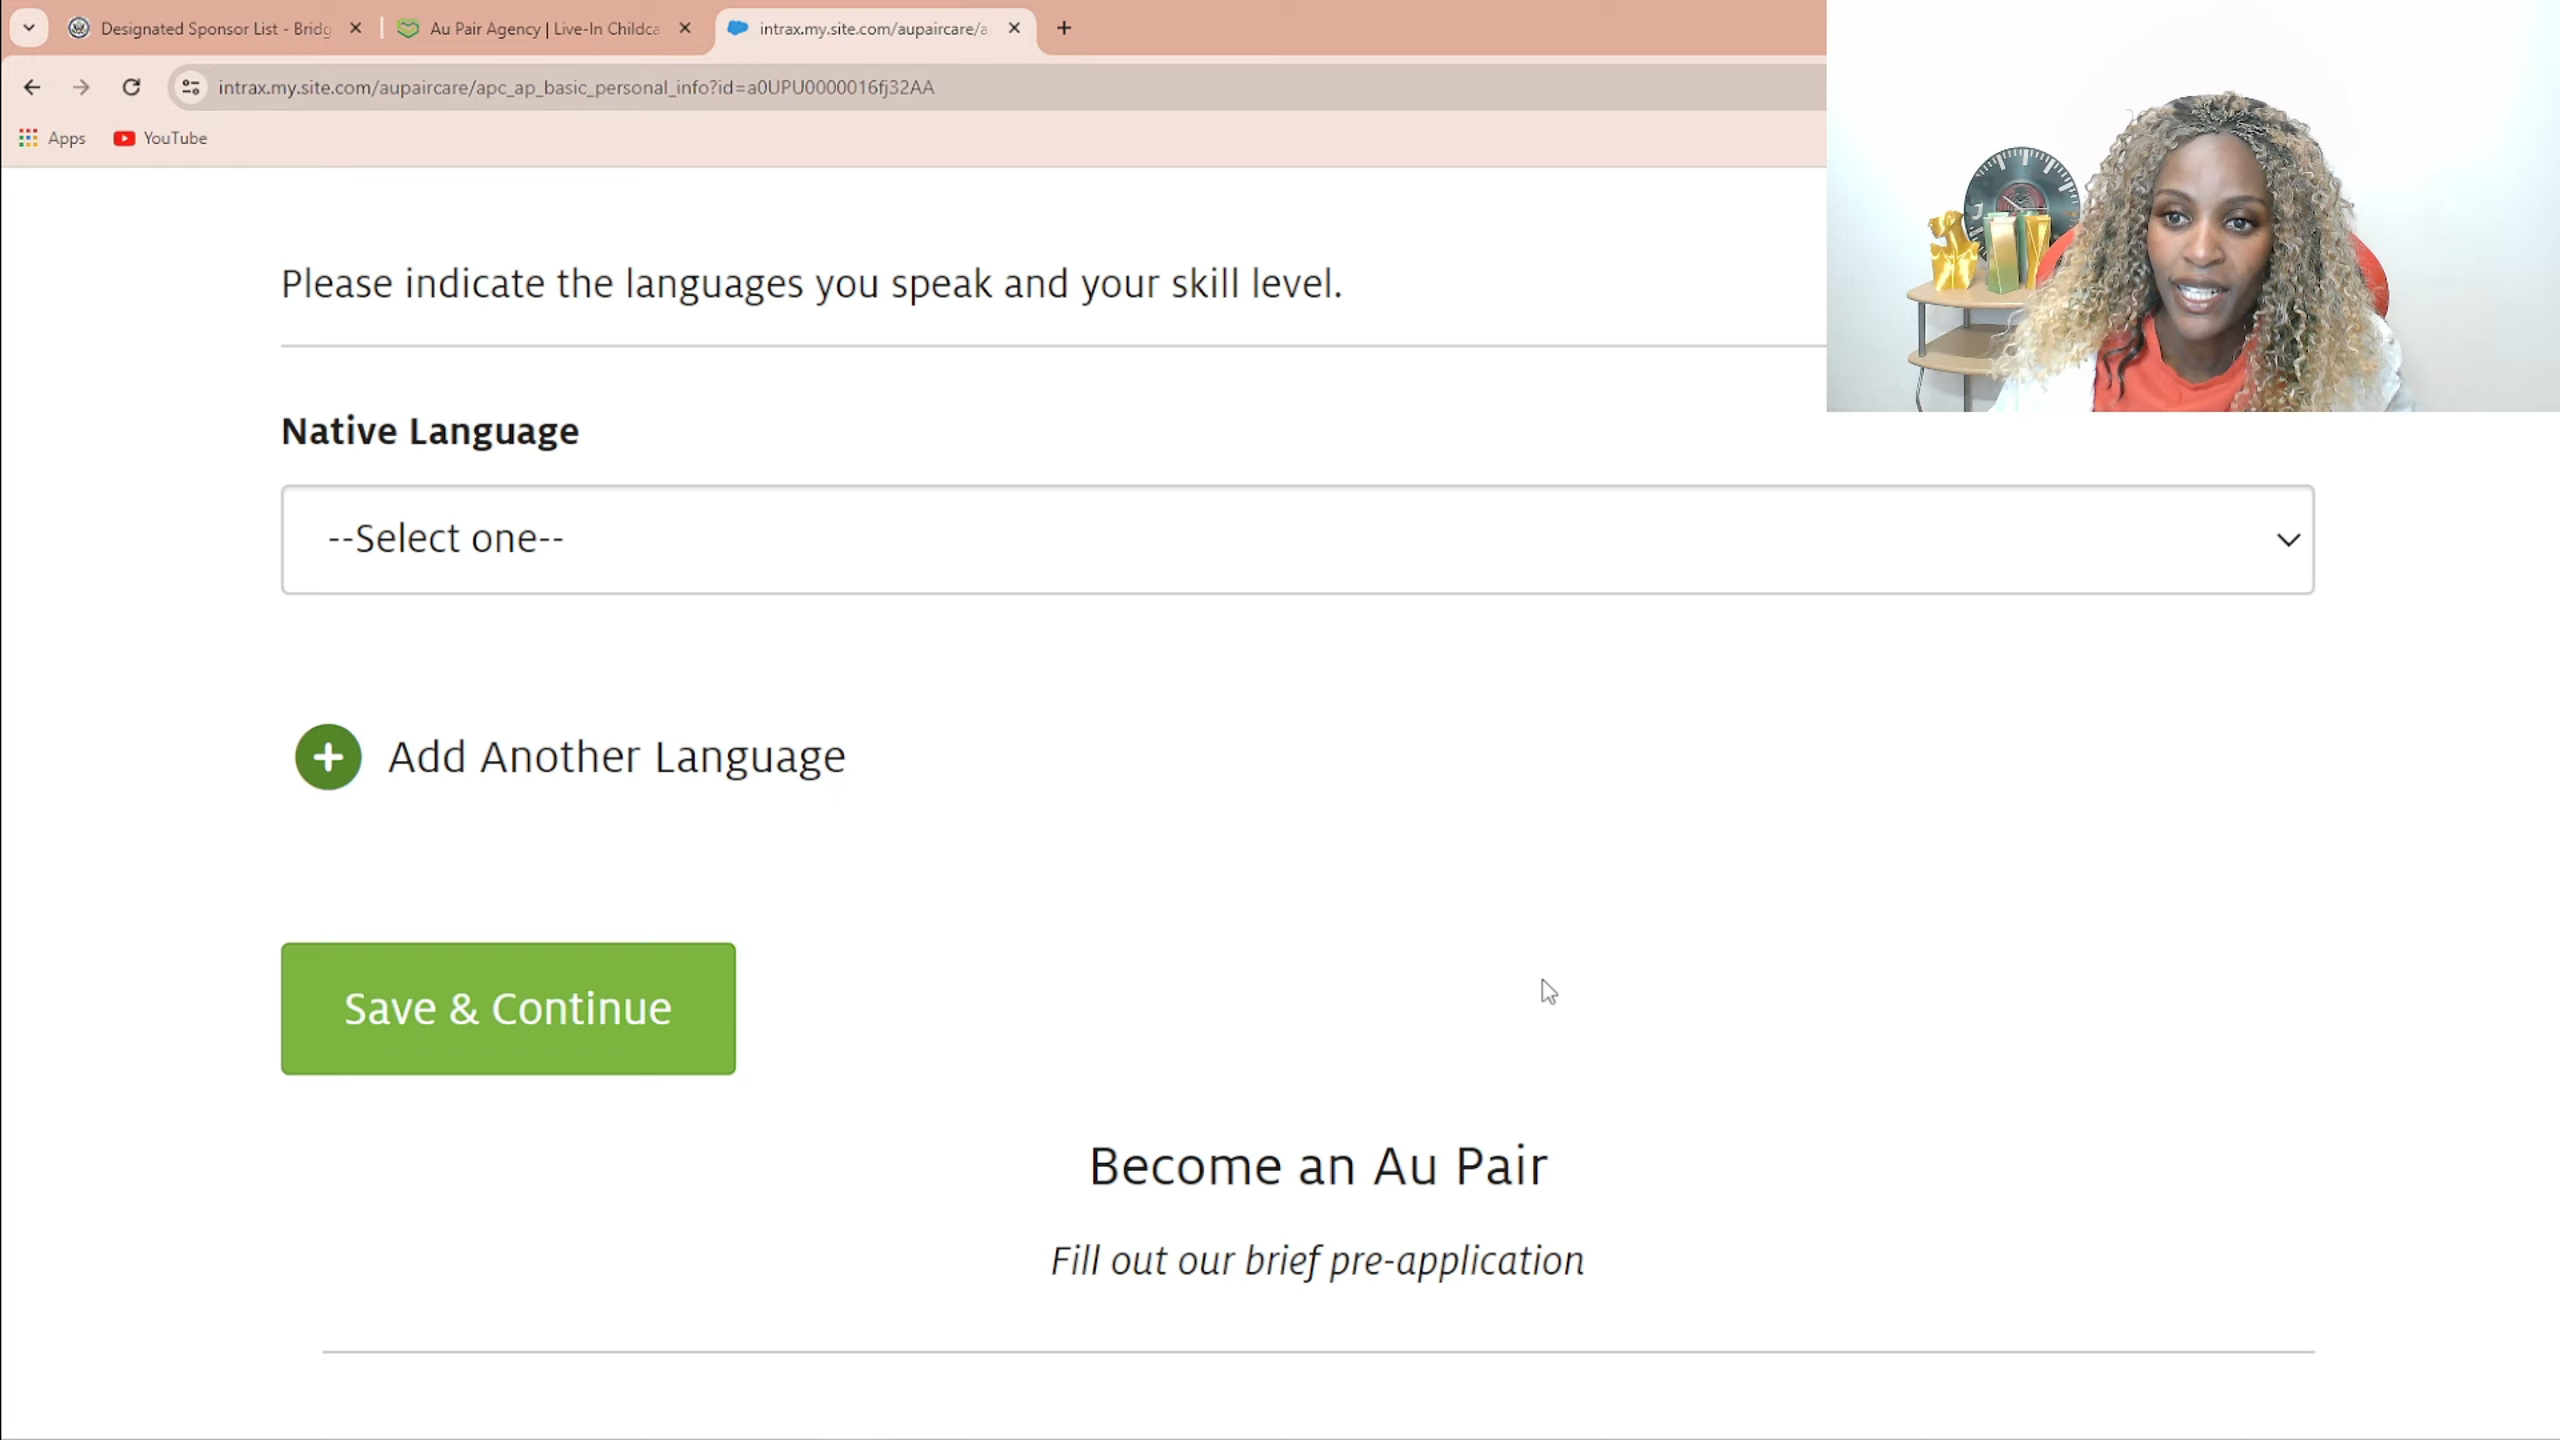 Designated Sponsor List - Bridg
Au Pair Agency | Live-In Childca
intrax.my.site.com/aupaircare/a
intrax.my.site.com/aupaircare/apc_ap_basic_personal_info?id=a0UPU0000016fj32AA
Apps
YouTube
Please indicate the languages you speak and your skill level.
Native Language
--Select one--
Add Another Language
Save & Continue
Become an Au Pair
Fill out our brief pre-application